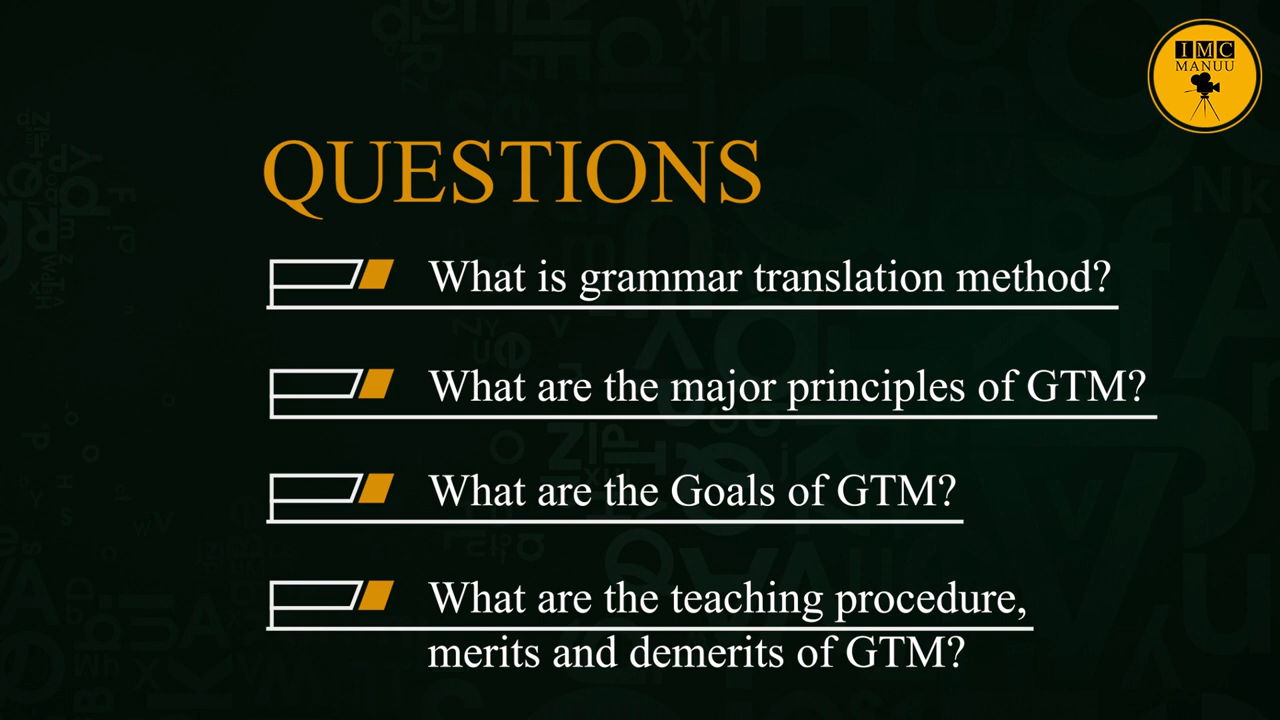 IMC
MANUU
QUESTIONS
What is grammar translation method?
What are the major principles of GTM?
What are the Goals of GTM?
What are the teaching procedure,
merits and demerits of GTM?